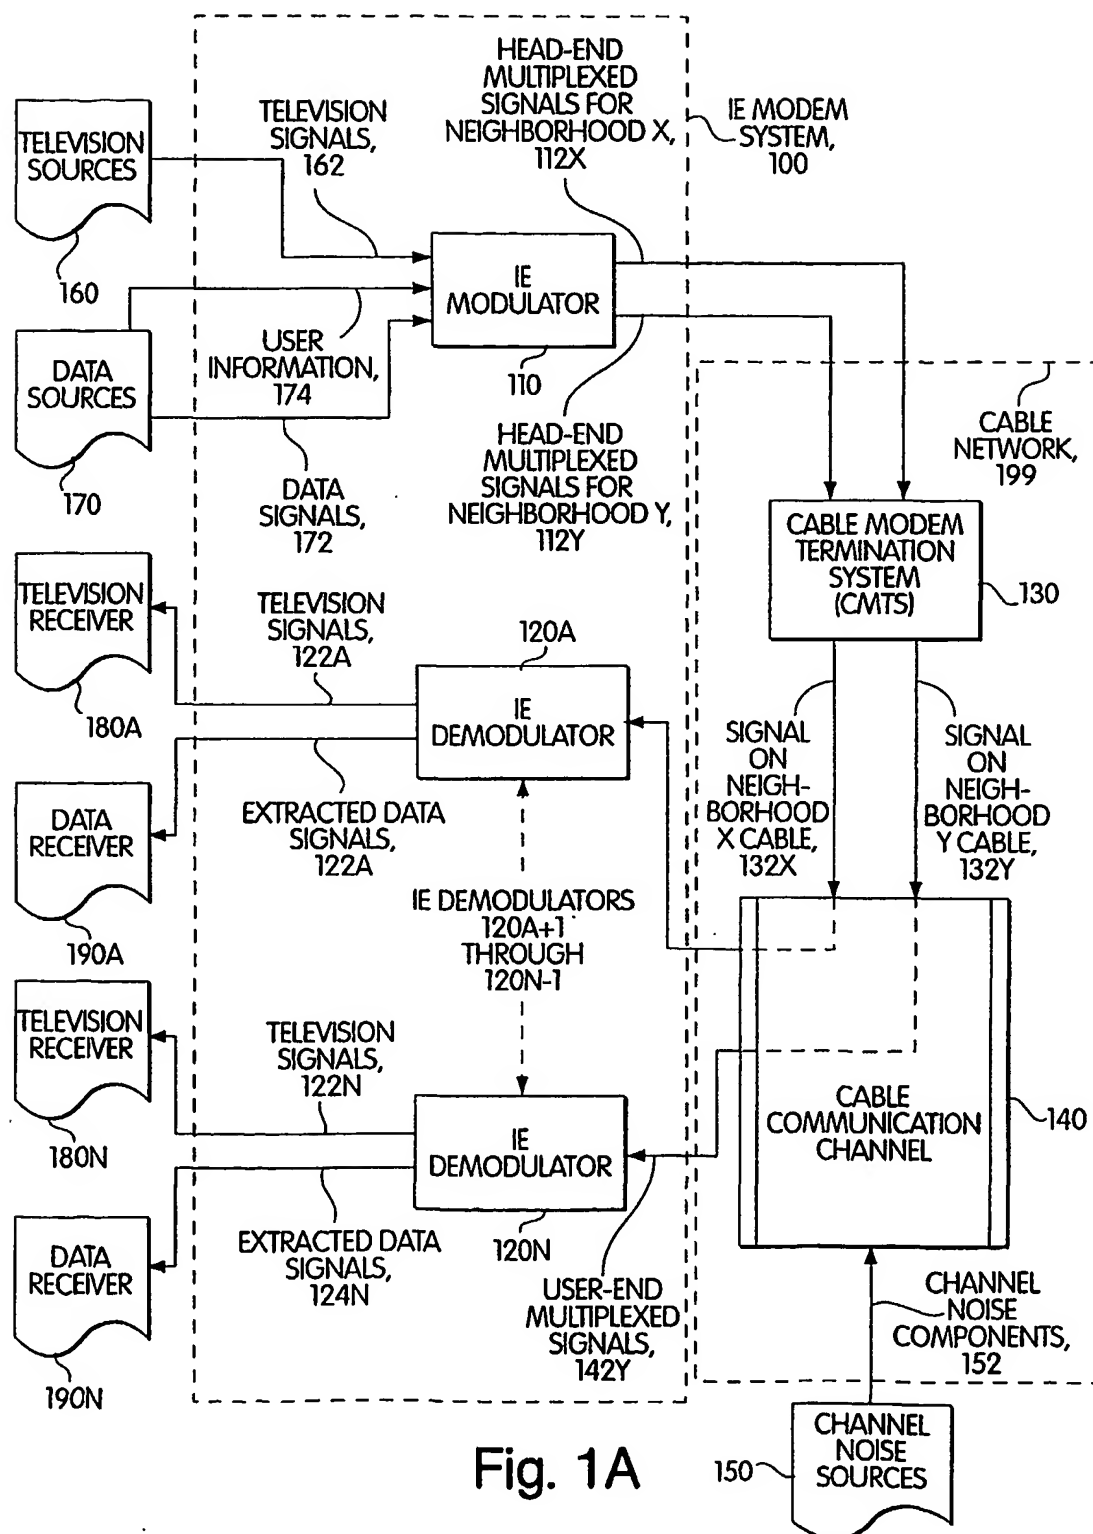 HEAD-END
MULTIPLEXED
SIGNALS FOR
NEIGHBORHOOD X,
112X
TELEVISION
SIGNALS,
162
IE MODEM
SYSTEM,
100
TELEVISION
SOURCES
160
IE
MODULATOR
110
USER
INFORMATION,
174
DATA
SOURCES
170
DATA
SIGNALS,
172
HEAD-END
MULTIPLEXED
SIGNALS FOR
NEIGHBORHOOD Y,
112Y
CABLE
NETWORK,
199
CABLE MODEM
TERMINATION
SYSTEM
(CMTS)
130
TELEVISION
RECEIVER
180A
TELEVISION
SIGNALS,
122A
120A
IE
DEMODULATOR
SIGNAL
ON
NEIGH-
BORHOOD
X CABLE,
132X
SIGNAL
ON
NEIGH-
BORHOOD
Y CABLE,
132Y
DATA
RECEIVER
190A
EXTRACTED DATA
SIGNALS,
122A
IE DEMODULATORS
120A+1
THROUGH
120N-1
TELEVISION
RECEIVER
180N
TELEVISION
SIGNALS,
122N
IE
DEMODULATOR
120N
CABLE
COMMUNICATION
CHANNEL
140
DATA
RECEIVER
190N
EXTRACTED DATA
SIGNALS,
124N
USER-END
MULTIPLEXED
SIGNALS,
142Y
CHANNEL
NOISE
COMPONENTS,
152
CHANNEL
NOISE
SOURCES
150
Fig. 1A